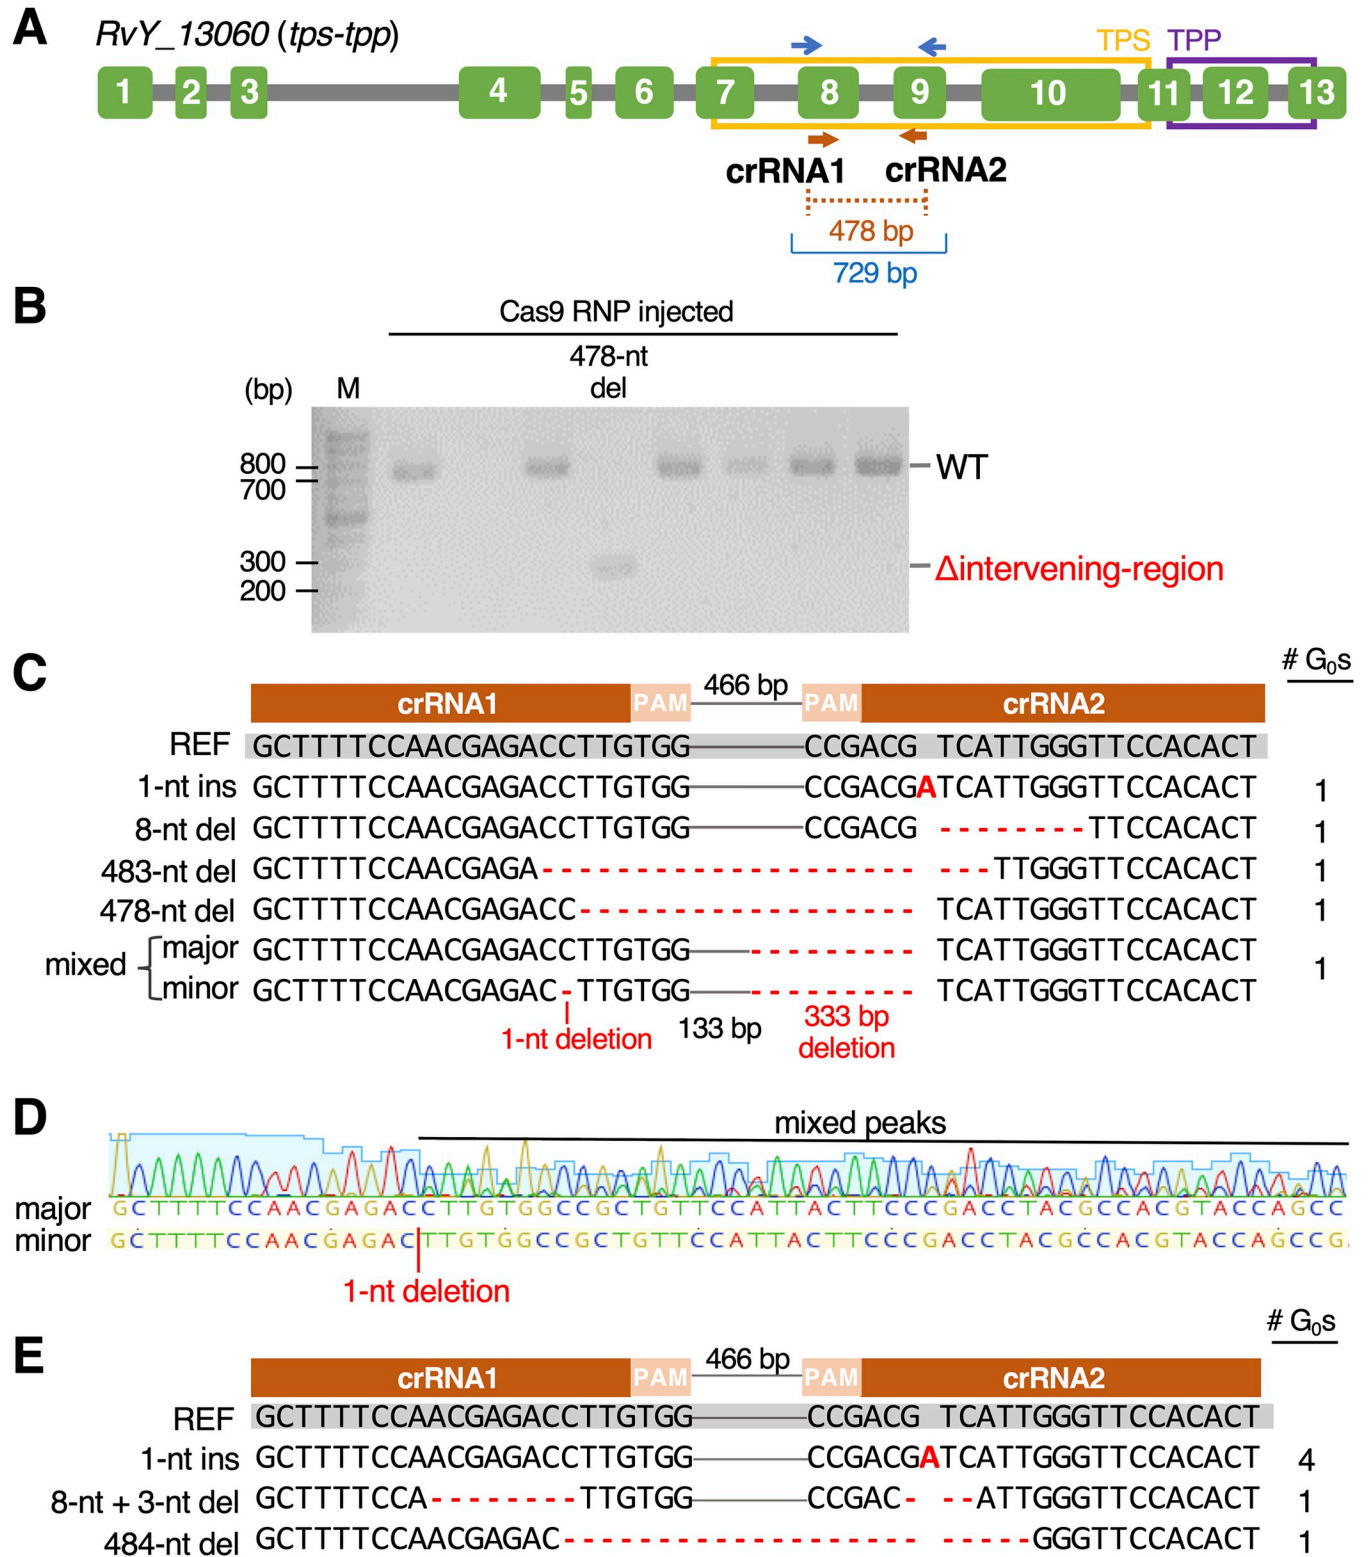 A
RvY_13060 (tps-tpp)
TPS TPP
1 2 3 4 5 6 7 8 9 10 11 12 13
crRNA1 crRNA2
478 bp
729 bp
B
Cas9 RNP injected
478-nt
del
(bp) M
800
700
WT
300
200
Δintervening-region
C
# G₀s
crRNA1 PAM 466 bp PAM crRNA2
REF GCTTTTCCAACGAGACCTTGTGG CCGACG TCATTGGGTTCCACACT
1-nt ins GCTTTTCCAACGAGACCTTGTGG CCGACGATCATTGGGTTCCACACT 1
8-nt del GCTTTTCCAACGAGACCTTGTGG CCGACG --------TTCCACACT 1
483-nt del GCTTTTCCAACGAGA-------------------- ---TTGGGTTCCACACT 1
478-nt del GCTTTTCCAACGAGACC------------------ TCATTGGGTTCCACACT 1
mixed major GCTTTTCCAACGAGACCTTGTGG --------- TCATTGGGTTCCACACT 1
minor GCTTTTCCAACGAGAC-TTGTGG --------- TCATTGGGTTCCACACT
1-nt deletion 133 bp 333 bp
deletion
D
mixed peaks
major GCTTTTCCAACGAGACCTTGTGGCCGCTGTTCCATTACTTCCCGACCTACGCCACGTACCAGCC
minor GCTTTTCCAACGAGACTTGTGGCCGCTGTTCCATTACTTCCCGACCTACGCCACGTACCAGCCG
1-nt deletion
E
# G₀s
crRNA1 PAM 466 bp PAM crRNA2
REF GCTTTTCCAACGAGACCTTGTGG CCGACG TCATTGGGTTCCACACT
1-nt ins GCTTTTCCAACGAGACCTTGTGG CCGACGATCATTGGGTTCCACACT 4
8-nt + 3-nt del GCTTTTCCA--------TTGTGG CCGAC- --ATTGGGTTCCACACT 1
484-nt del GCTTTTCCAACGAGAC------------------- -----GGGTTCCACACT 1